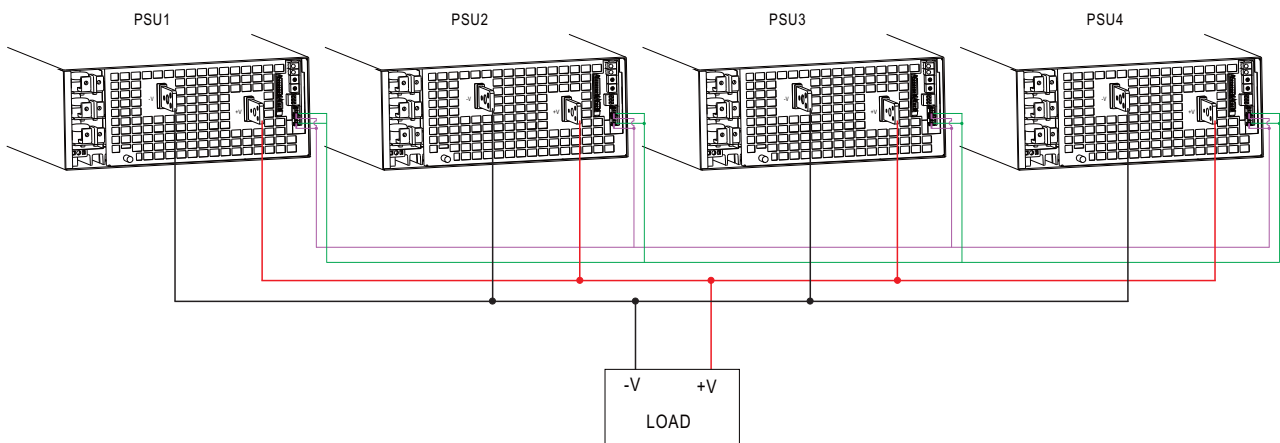 PSU1 PSU2 PSU3 PSU4
-V -V -V -V
+V +V +V +V
-V +V
LOAD